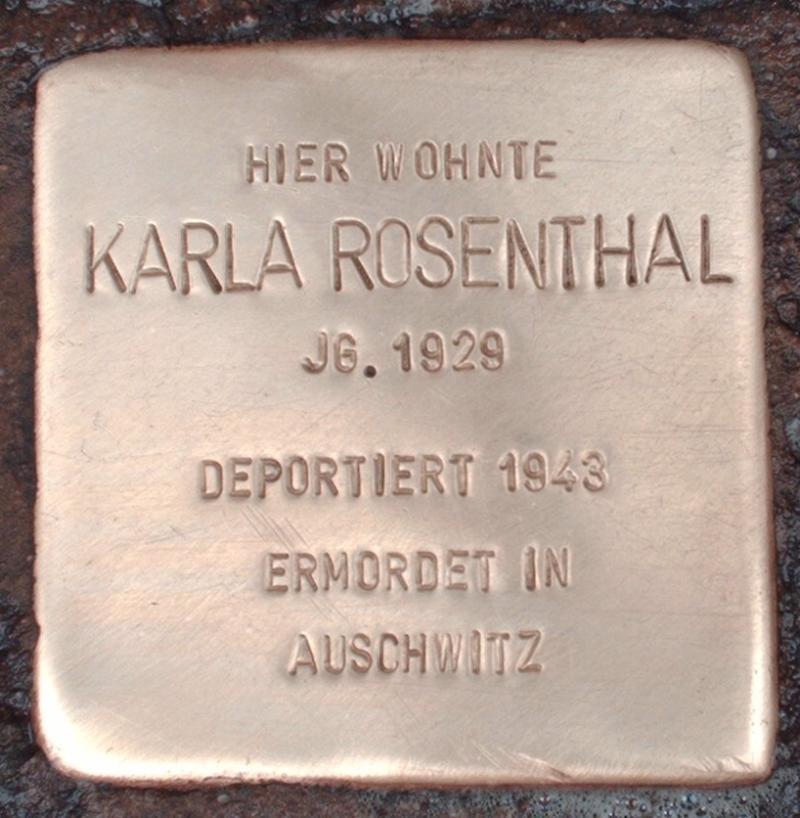 HIER WOHNTE
KARLA ROSENTHAL
JG. 1929
DEPORTIERT 1943
ERMORDET IN
AUSCHWITZ